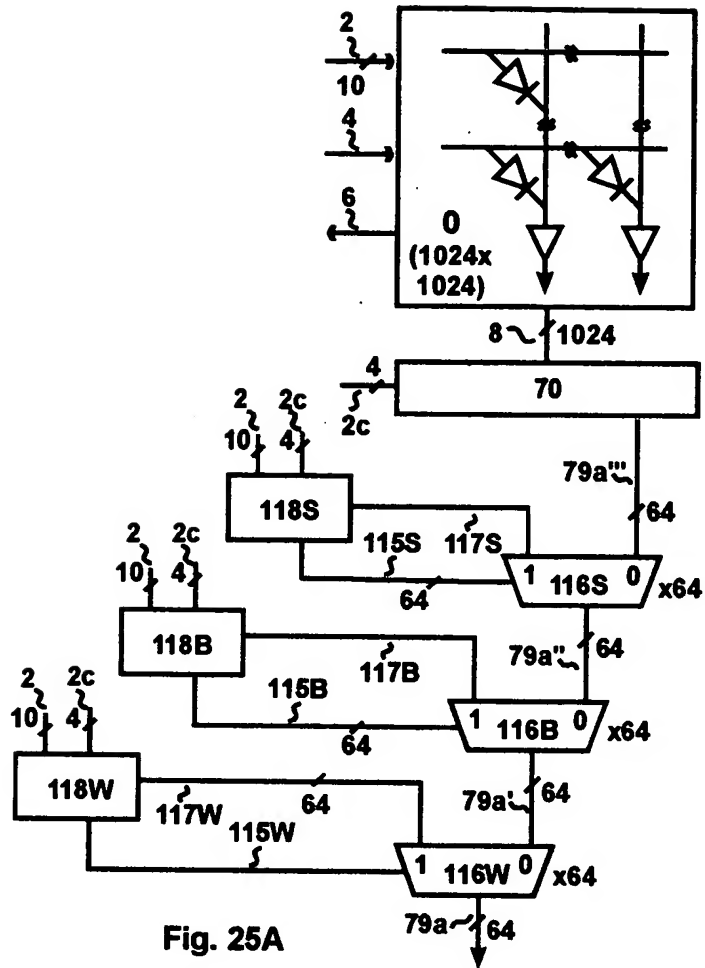 2
10
4
6
0
(1024x
1024)
8 1024
4
2c
70
79a'''
64
2 2c
10 4
118S
115S
117S
64
1 116S 0
x64
2 2c
10 4
118B
117B
115B
64
79a''
64
1 116B 0
x64
2 2c
10 4
118W
117W
64
115W
79a'
64
1 116W 0
x64
79a
64
Fig. 25A